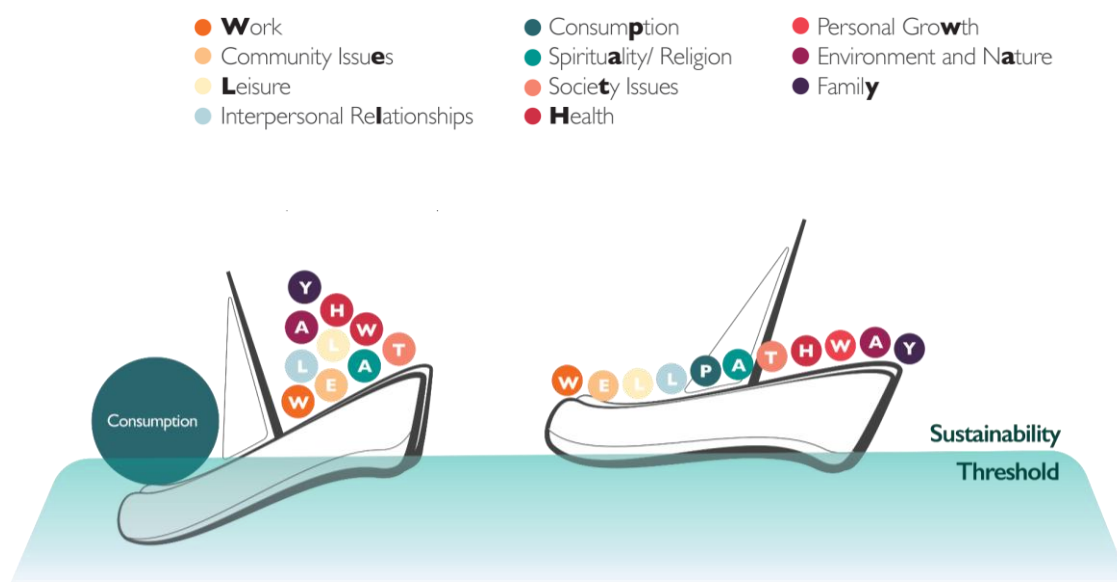 Work
Community Issues
Leisure
Interpersonal Relationships
Consumption
Spirituality/ Religion
Society Issues
Health
Personal Growth
Environment and Nature
Family
Y
H
A
W
L
T
L
A
E
W
Consumption
W E L L P A T H W A Y
Sustainability
Threshold